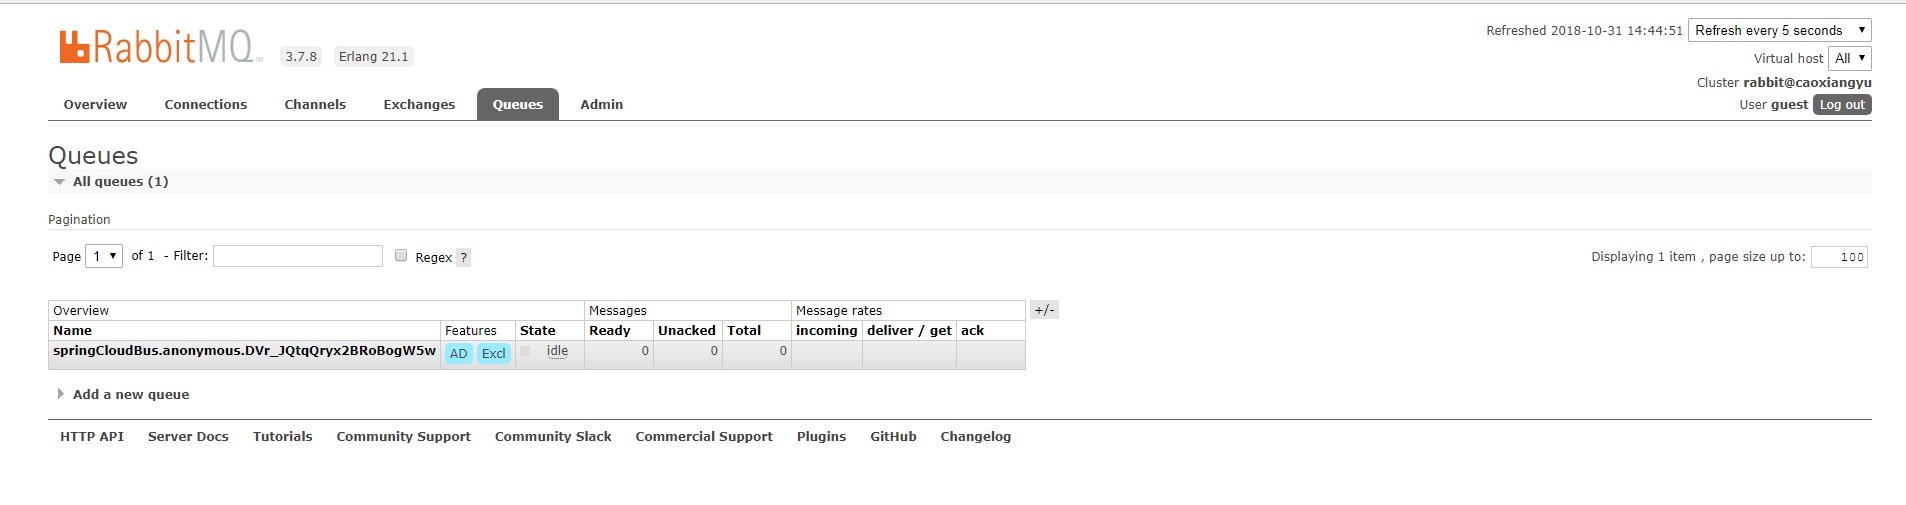 RabbitMQ TM 3.7.8 Erlang 21.1
Refreshed 2018-10-31 14:44:51 Refresh every 5 seconds
Virtual host All
Cluster rabbit@caoxiangyu
User guest Log out
Overview Connections Channels Exchanges Queues Admin
Queues
All queues (1)
Pagination
Page 1 of 1 - Filter: Regex ? Displaying 1 item , page size up to: 100
Overview Messages Message rates +/-
Name Features State Ready Unacked Total incoming deliver / get ack
springCloudBus.anonymous.DVr_JQtqQryx2BRoBogW5w AD Excl idle 0 0 0
Add a new queue
HTTP API Server Docs Tutorials Community Support Community Slack Commercial Support Plugins GitHub Changelog